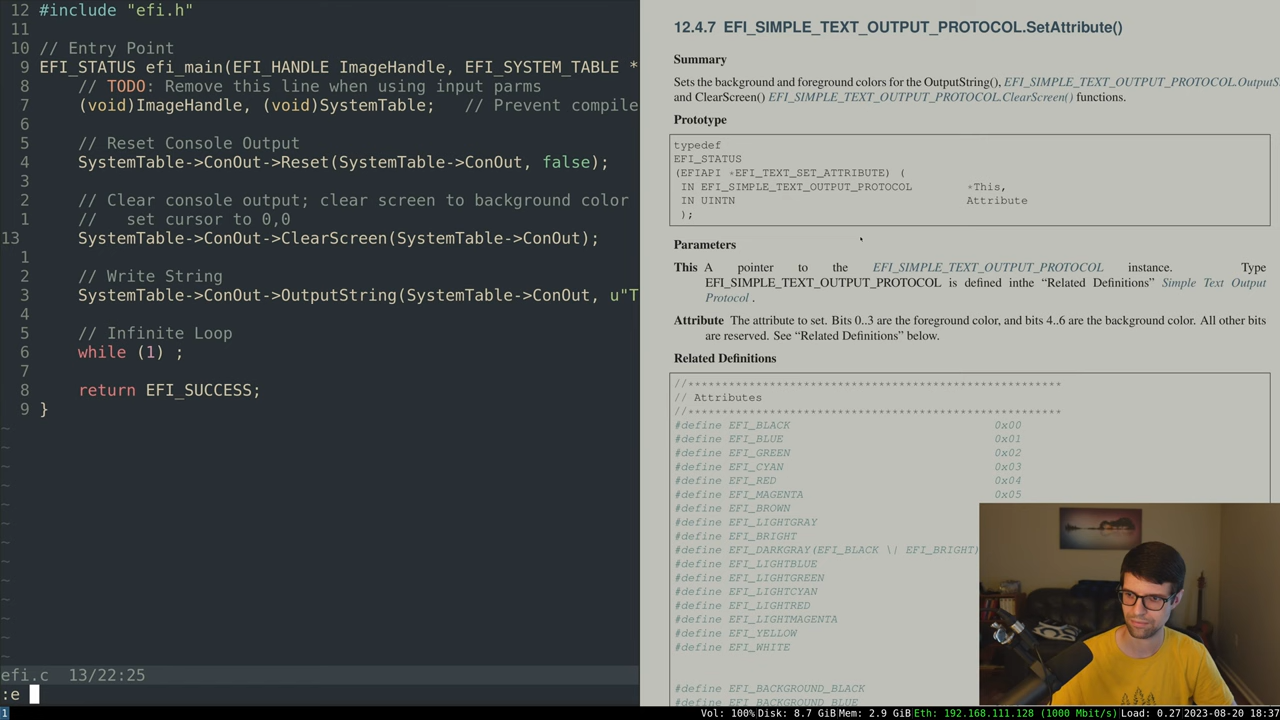 12 #include "efi.h"
11
10 // Entry Point
9 EFI_STATUS efi_main(EFI_HANDLE ImageHandle, EFI_SYSTEM_TABLE *
8 // TODO: Remove this line when using input parms
7 (void)ImageHandle, (void)SystemTable; // Prevent compile
6
5 // Reset Console Output
4 SystemTable->ConOut->Reset(SystemTable->ConOut, false);
3
2 // Clear console output; clear screen to background color
1 // set cursor to 0,0
13 SystemTable->ConOut->ClearScreen(SystemTable->ConOut);
1
2 // Write String
3 SystemTable->ConOut->OutputString(SystemTable->ConOut, u"T
4
5 // Infinite Loop
6 while (1) ;
7
8 return EFI_SUCCESS;
9 }
~
~
~
~
~
~
~
~
~
~
~
~
~
efi.c 13/22:25
:e
12.4.7 EFI_SIMPLE_TEXT_OUTPUT_PROTOCOL.SetAttribute()
Summary
Sets the background and foreground colors for the OutputString(), EFI_SIMPLE_TEXT_OUTPUT_PROTOCOL.OutputS
and ClearScreen() EFI_SIMPLE_TEXT_OUTPUT_PROTOCOL.ClearScreen() functions.
Prototype
typedef
EFI_STATUS
(EFIAPI *EFI_TEXT_SET_ATTRIBUTE) (
IN EFI_SIMPLE_TEXT_OUTPUT_PROTOCOL *This,
IN UINTN Attribute
);
Parameters
This A pointer to the EFI_SIMPLE_TEXT_OUTPUT_PROTOCOL instance. Type
EFI_SIMPLE_TEXT_OUTPUT_PROTOCOL is defined inthe “Related Definitions” Simple Text Output
Protocol .
Attribute The attribute to set. Bits 0..3 are the foreground color, and bits 4..6 are the background color. All other bits
are reserved. See “Related Definitions” below.
Related Definitions
//*******************************************************
// Attributes
//*******************************************************
#define EFI_BLACK 0x00
#define EFI_BLUE 0x01
#define EFI_GREEN 0x02
#define EFI_CYAN 0x03
#define EFI_RED 0x04
#define EFI_MAGENTA 0x05
#define EFI_BROWN
#define EFI_LIGHTGRAY
#define EFI_BRIGHT
#define EFI_DARKGRAY(EFI_BLACK \| EFI_BRIGHT)
#define EFI_LIGHTBLUE
#define EFI_LIGHTGREEN
#define EFI_LIGHTCYAN
#define EFI_LIGHTRED
#define EFI_LIGHTMAGENTA
#define EFI_YELLOW
#define EFI_WHITE
#define EFI_BACKGROUND_BLACK
#define EFI_BACKGROUND_BLUE
1 Vol: 100% Disk: 8.7 GiB Mem: 2.9 GiB Eth: 192.168.111.128 (1000 Mbit/s) Load: 0.27 2023-08-20 18:37